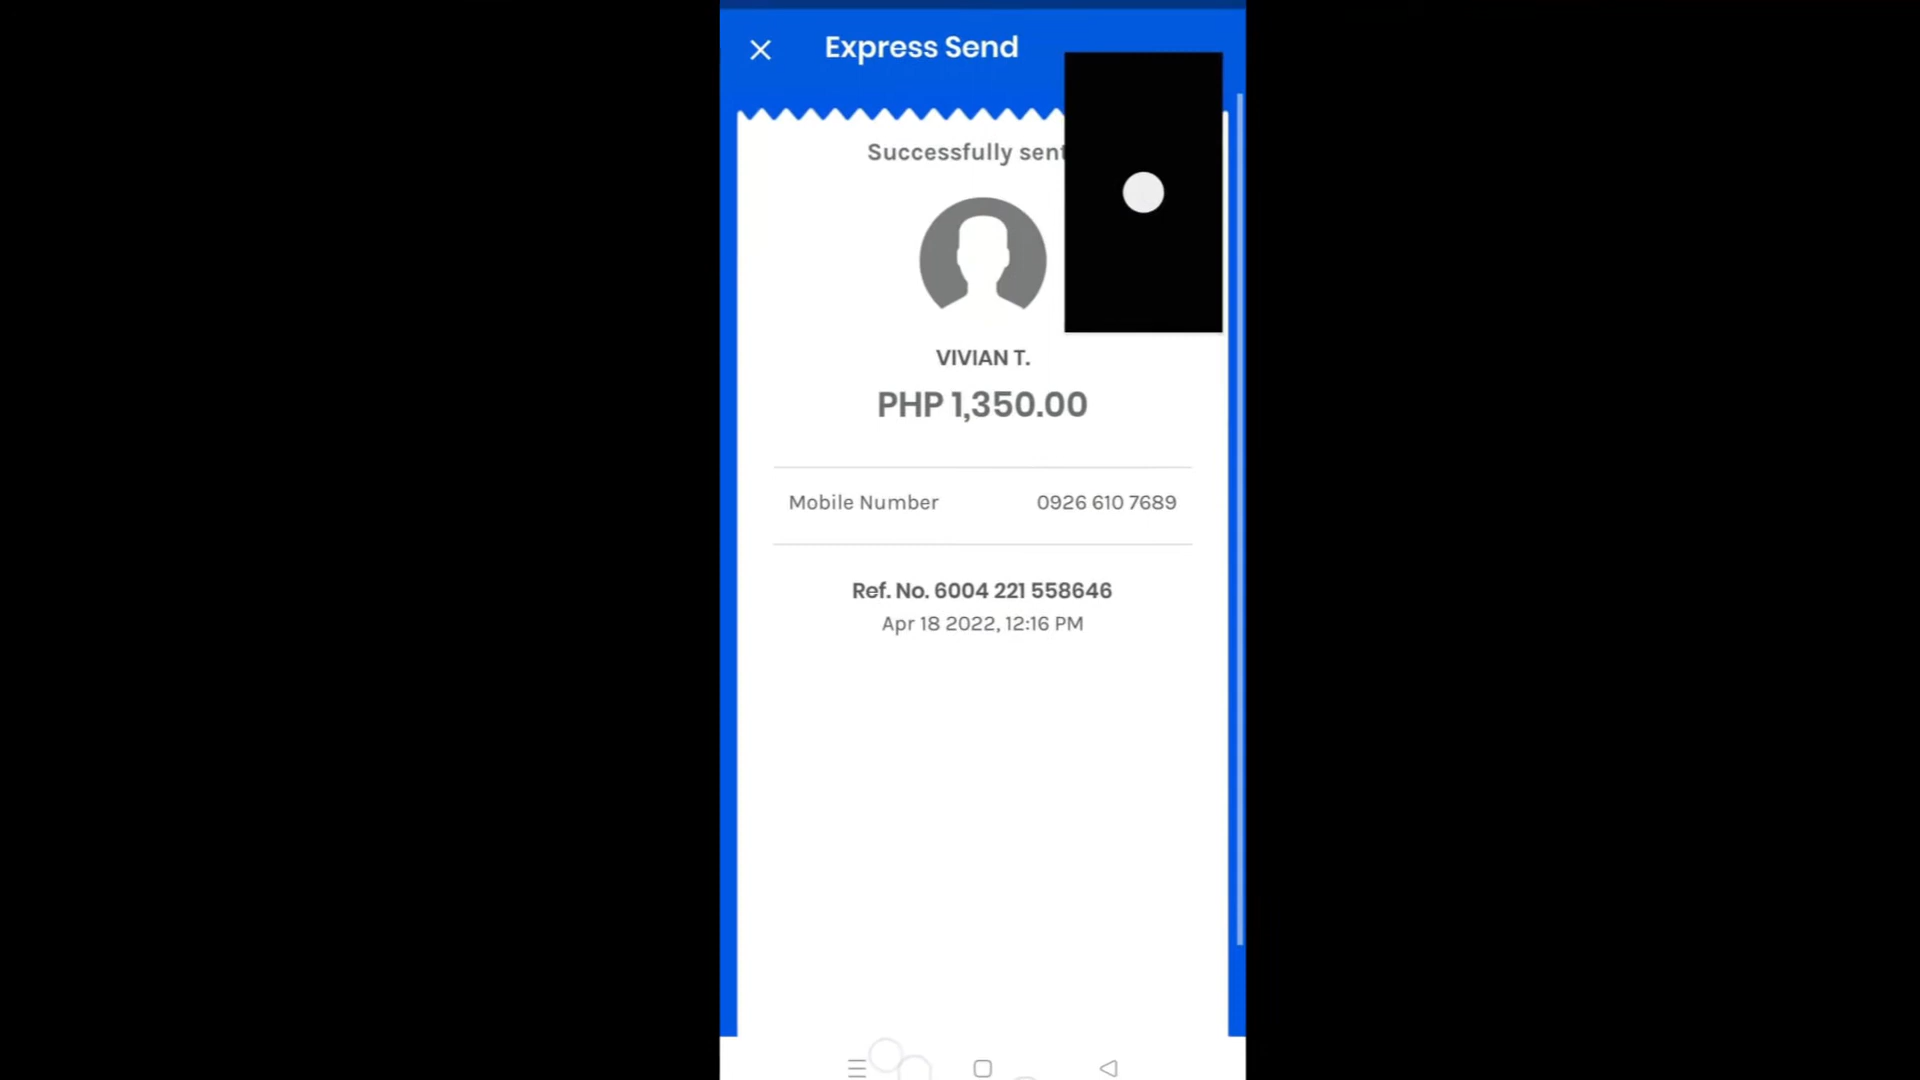 Express Send
Successfully sent
VIVIAN T.
PHP 1,350.00
Mobile Number 0926 610 7689
Ref. No. 6004 221 558646
Apr 18 2022, 12:16 PM